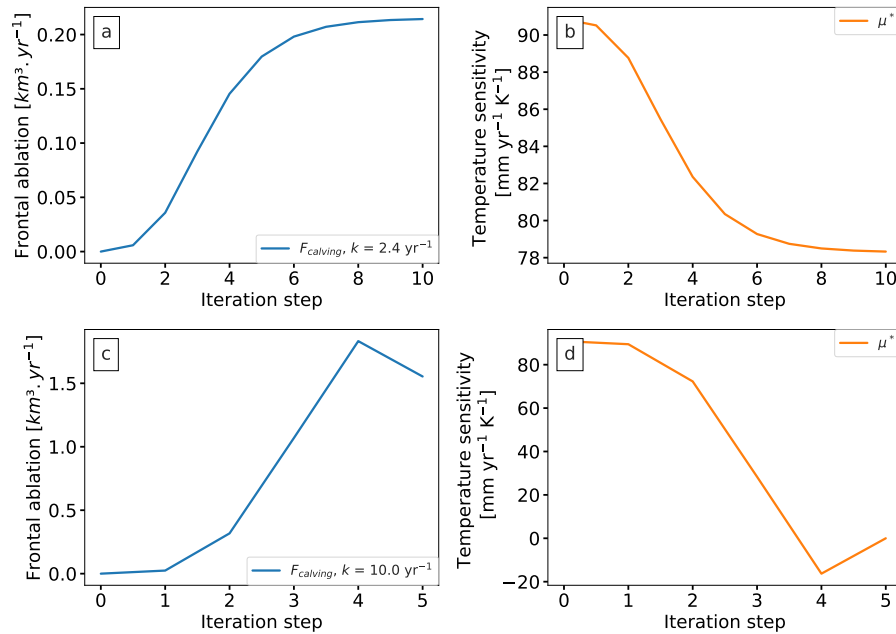 a
Frontal ablation [km³.yr⁻¹]
0.20
0.15
0.10
0.05
0.00
F_calving, k = 2.4 yr⁻¹
0 2 4 6 8 10
Iteration step
b
μ*
Temperature sensitivity
[mm yr⁻¹ K⁻¹]
90
88
86
84
82
80
78
0 2 4 6 8 10
Iteration step
c
Frontal ablation [km³.yr⁻¹]
1.5
1.0
0.5
0.0
F_calving, k = 10.0 yr⁻¹
0 1 2 3 4 5
Iteration step
d
μ*
Temperature sensitivity
[mm yr⁻¹ K⁻¹]
80
60
40
20
0
−20
0 1 2 3 4 5
Iteration step